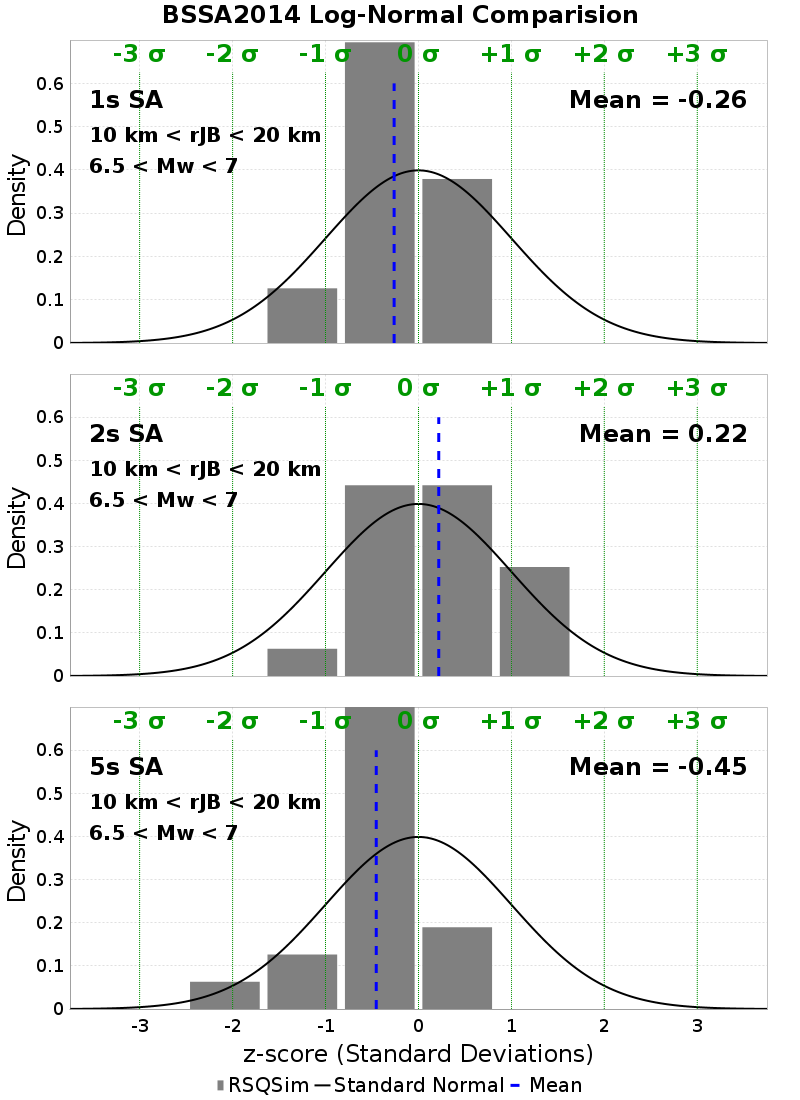 BSSA2014 Log-Normal Comparision
-3 σ -2 σ -1 σ 0 σ +1 σ +2 σ +3 σ
1s SA Mean = -0.26
10 km < rJB < 20 km
6.5 < Mw < 7
Density
0.6
0.5
0.4
0.3
0.2
0.1
0
-3 σ -2 σ -1 σ 0 σ +1 σ +2 σ +3 σ
2s SA Mean = 0.22
10 km < rJB < 20 km
6.5 < Mw < 7
Density
0.6
0.5
0.4
0.3
0.2
0.1
0
-3 σ -2 σ -1 σ 0 σ +1 σ +2 σ +3 σ
5s SA Mean = -0.45
10 km < rJB < 20 km
6.5 < Mw < 7
Density
0.6
0.5
0.4
0.3
0.2
0.1
0
-3 -2 -1 0 1 2 3
z-score (Standard Deviations)
RSQSim Standard Normal Mean